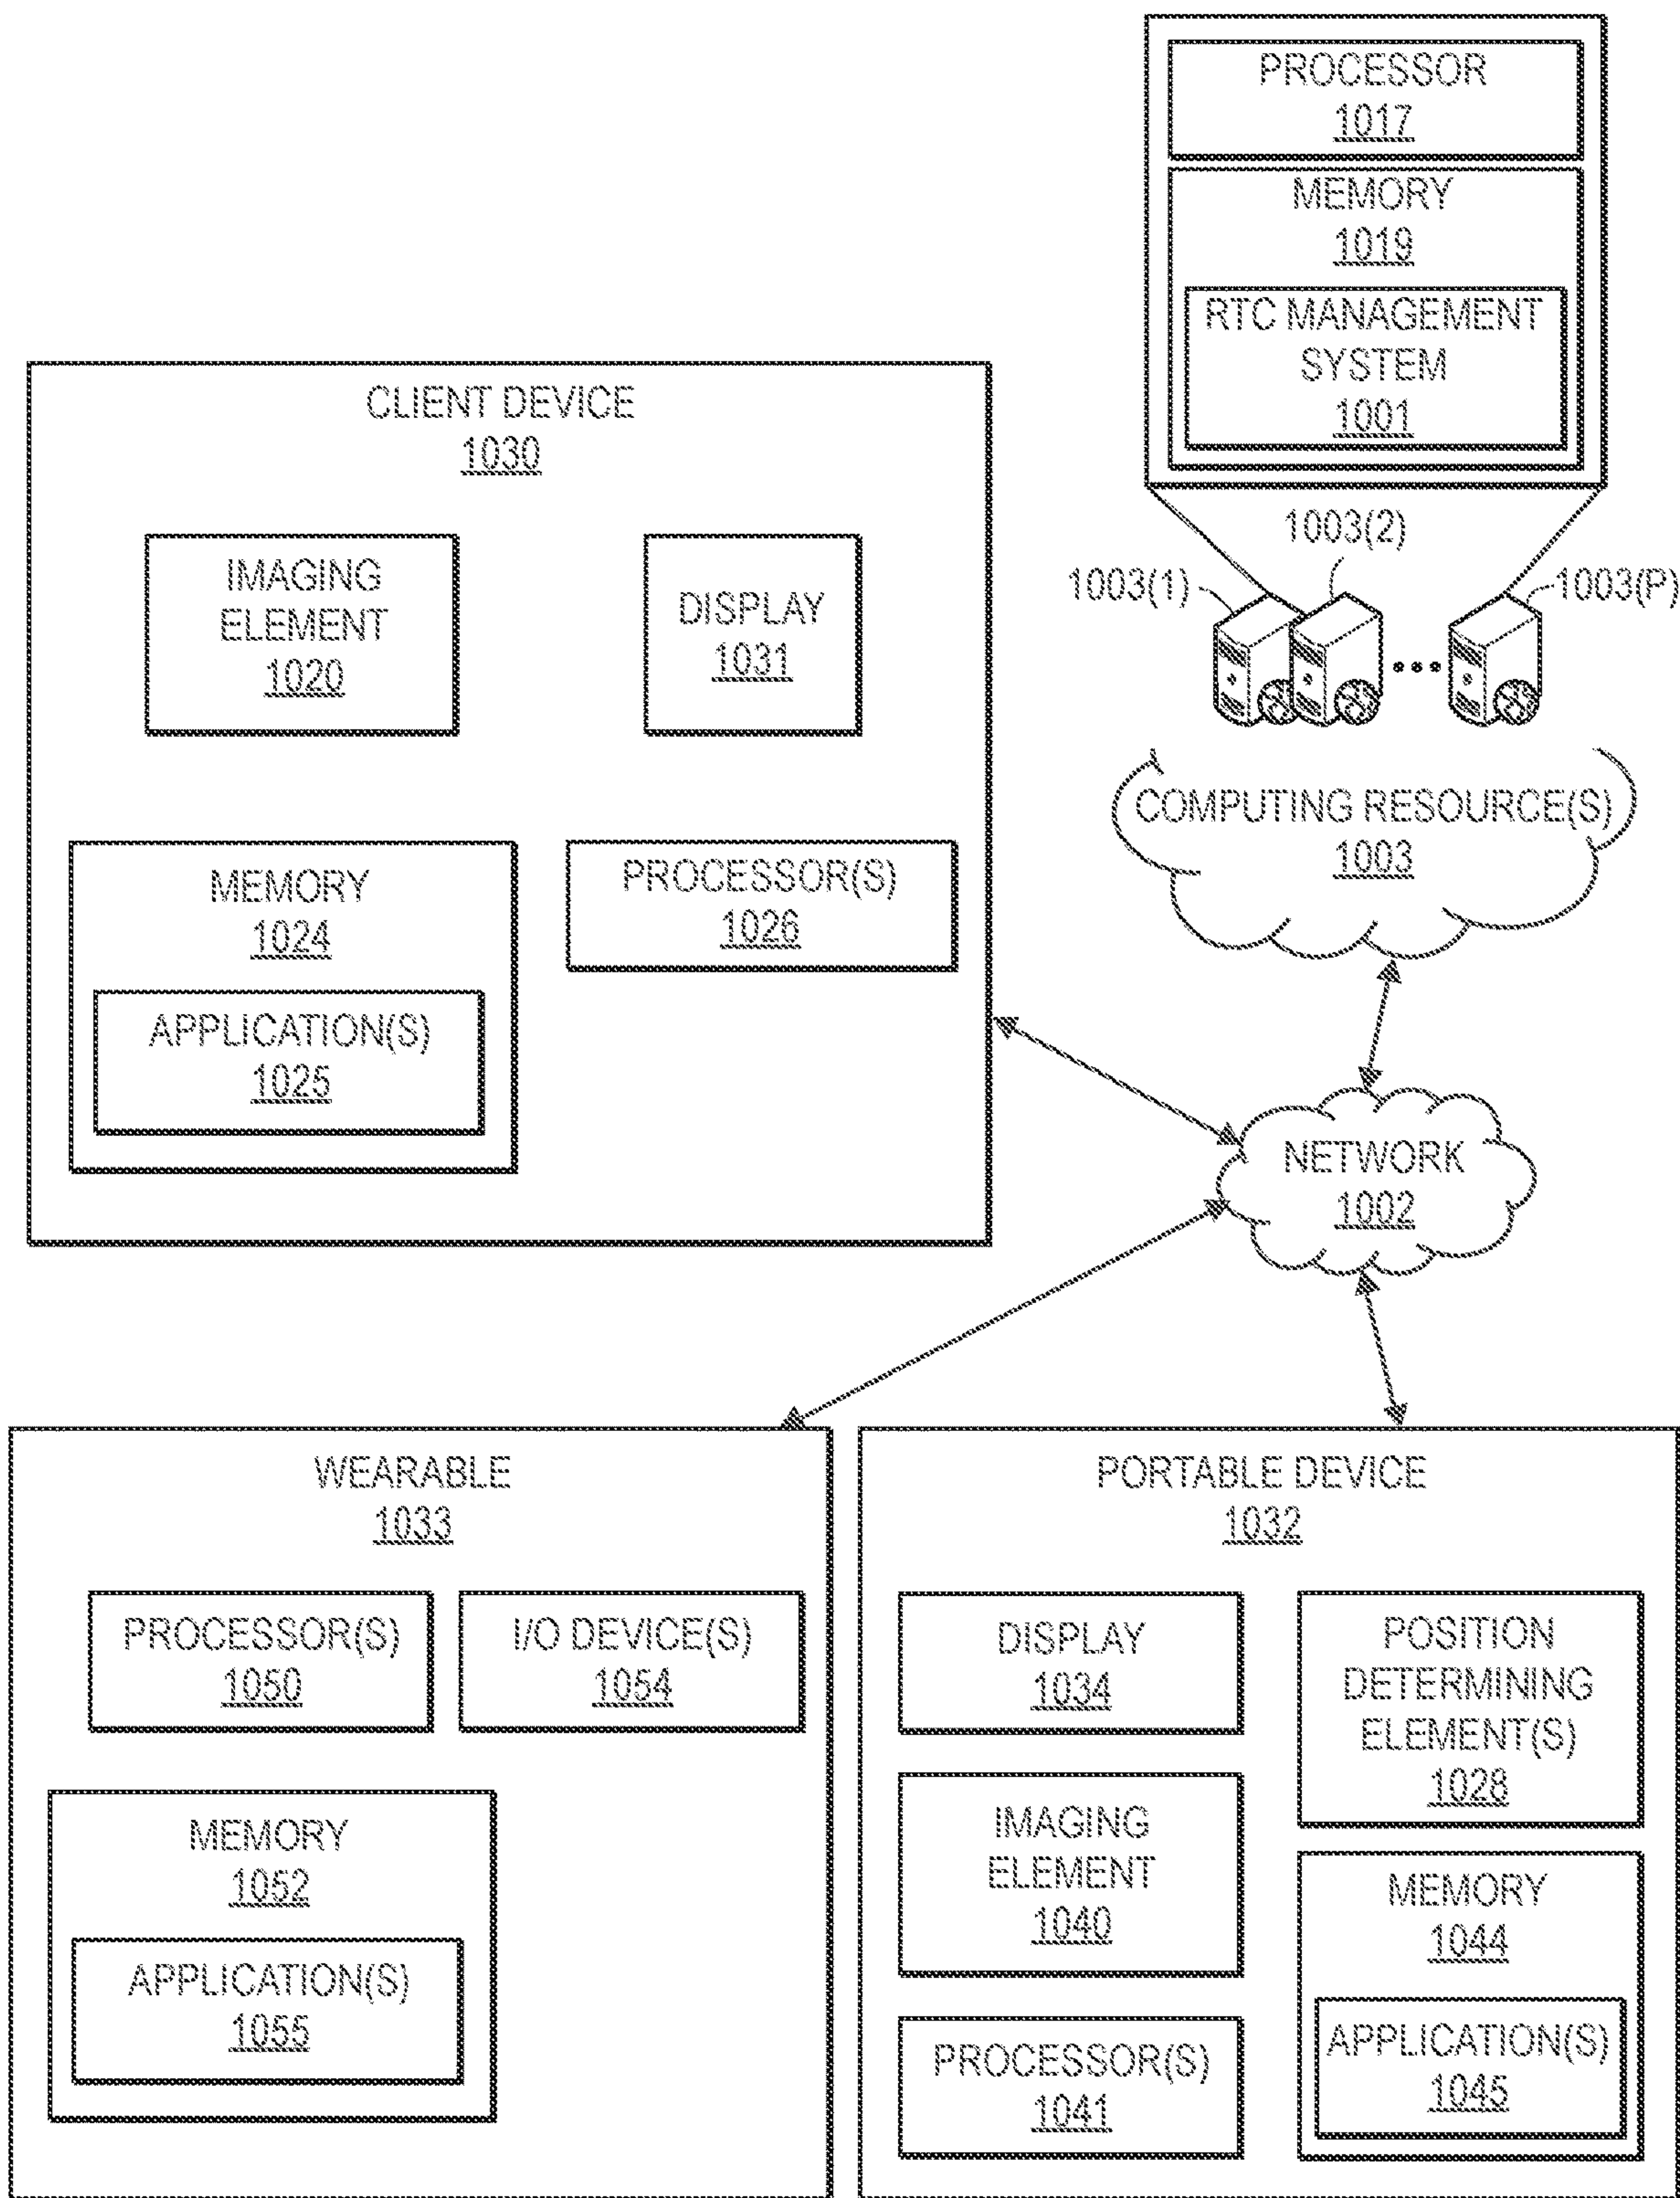 PROCESSOR
1017
MEMORY
1019
RTC MANAGEMENT
SYSTEM
1001
CLIENT DEVICE
1030
IMAGING
ELEMENT
1020
DISPLAY
1031
MEMORY
1024
APPLICATION(S)
1025
PROCESSOR(S)
1026
1003(1)
1003(2)
1003(P)
COMPUTING RESOURCE(S)
1003
NETWORK
1002
WEARABLE
1033
PROCESSOR(S)
1050
I/O DEVICE(S)
1054
MEMORY
1052
APPLICATION(S)
1055
PORTABLE DEVICE
1032
DISPLAY
1034
IMAGING
ELEMENT
1040
PROCESSOR(S)
1041
POSITION
DETERMINING
ELEMENT(S)
1028
MEMORY
1044
APPLICATION(S)
1045